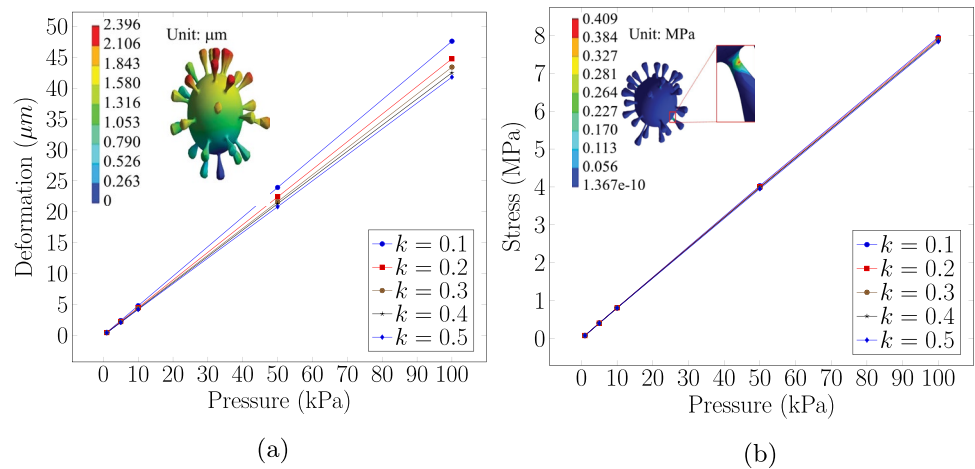 50
45
40
35
30
25
20
15
10
5
0
Deformation (μm)
2.396
2.106
1.843
1.580
1.316
1.053
0.790
0.526
0.263
0
Unit: μm
k = 0.1
k = 0.2
k = 0.3
k = 0.4
k = 0.5
0 10 20 30 40 50 60 70 80 90 100
Pressure (kPa)
(a)
8
7
6
5
4
3
2
1
0
Stress (MPa)
0.409
0.384
0.327
0.281
0.264
0.227
0.170
0.113
0.056
1.367e-10
Unit: MPa
k = 0.1
k = 0.2
k = 0.3
k = 0.4
k = 0.5
0 10 20 30 40 50 60 70 80 90 100
Pressure (kPa)
(b)